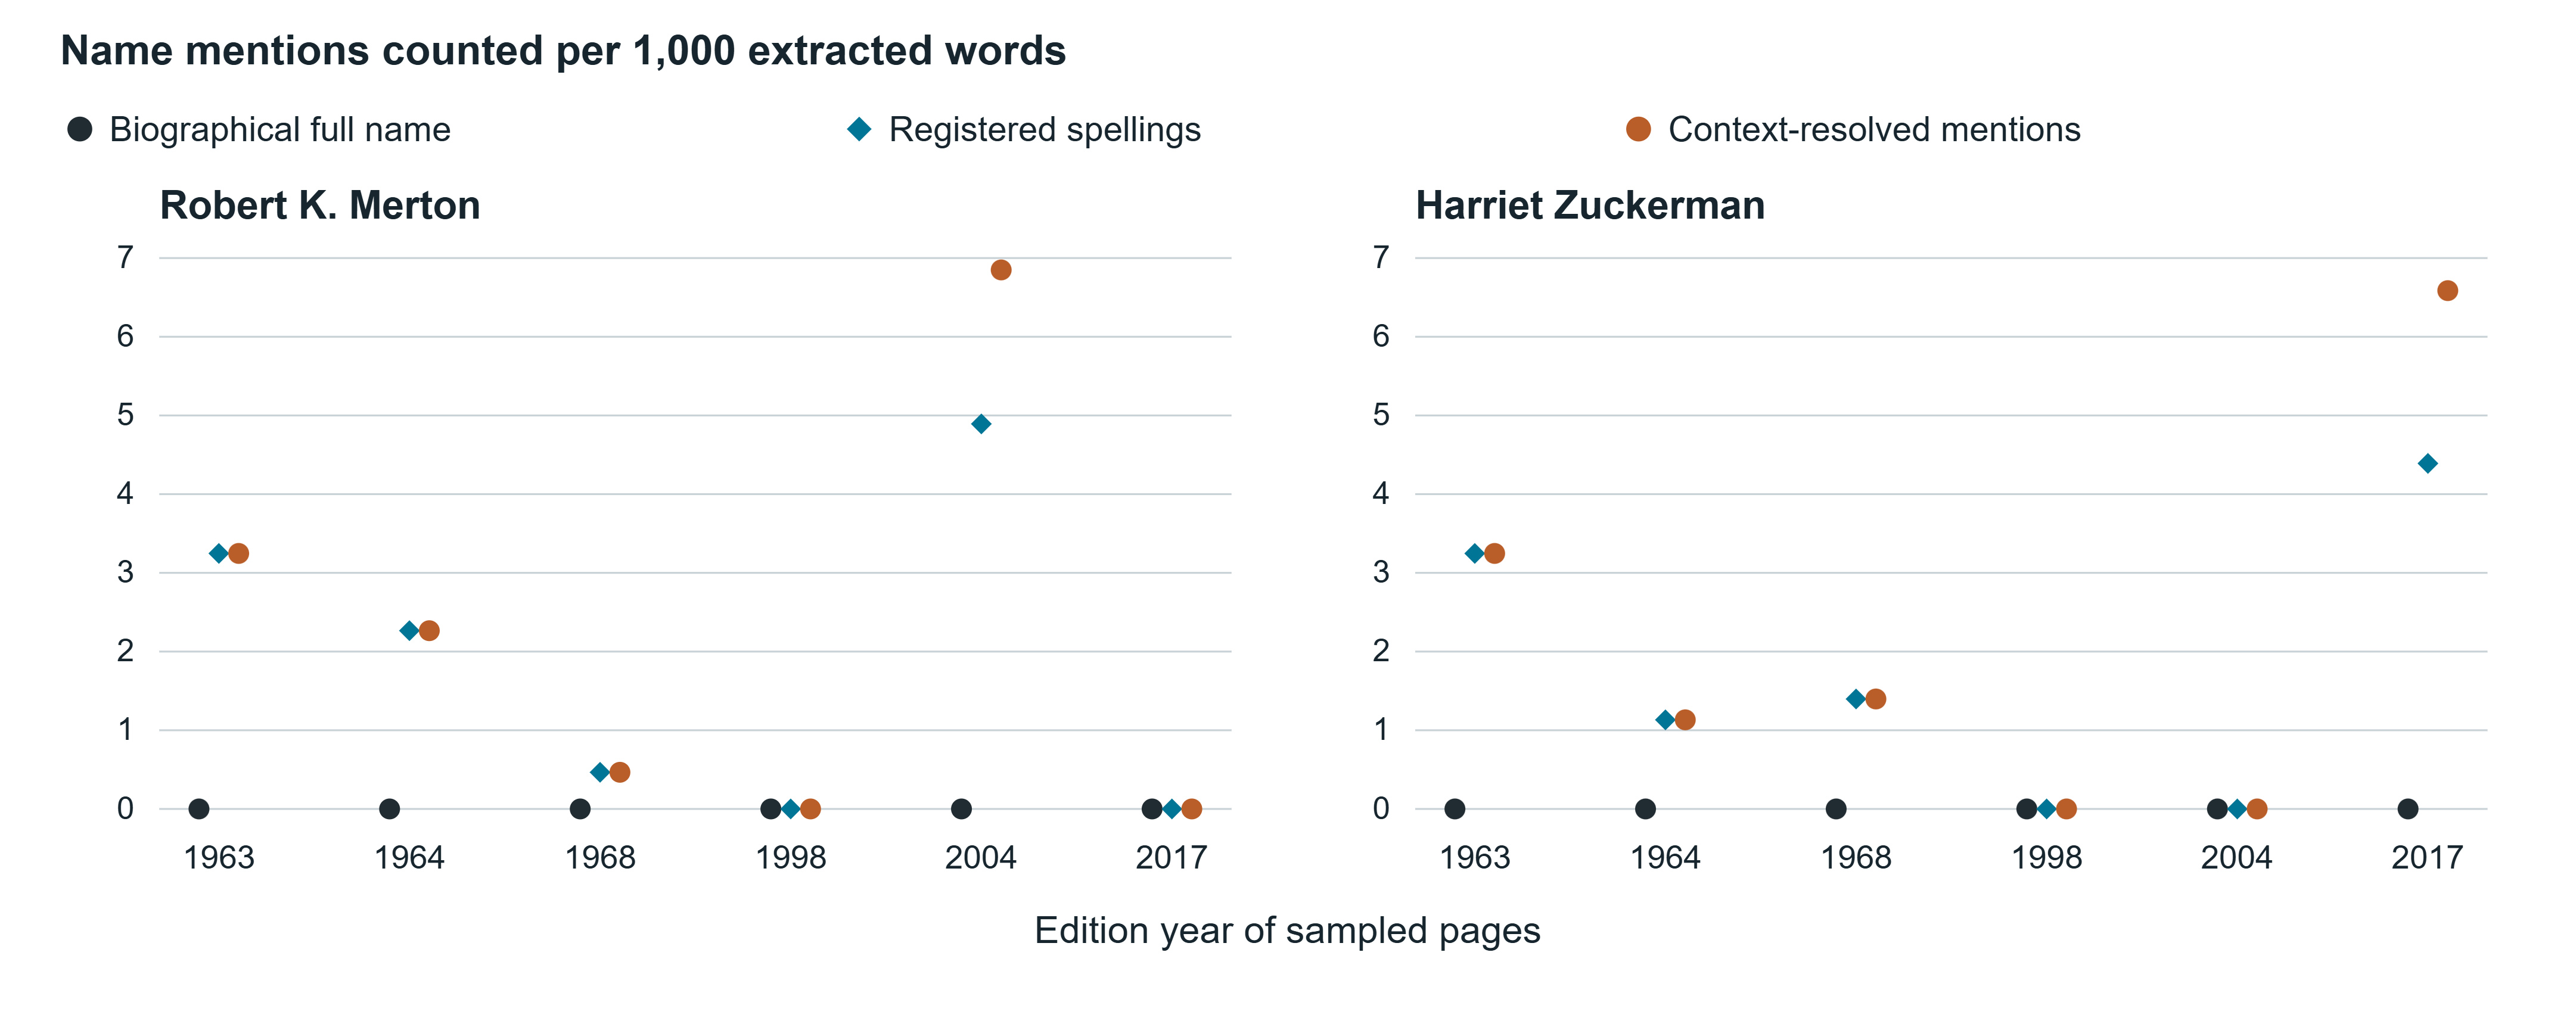 Name mentions counted per 1,000 extracted words
Biographical full name
Registered spellings
Context-resolved mentions
Robert K. Merton
7
6
5
4
3
2
1
0
1963 1964 1968 1998 2004 2017
Harriet Zuckerman
7
6
5
4
3
2
1
0
1963 1964 1968 1998 2004 2017
Edition year of sampled pages